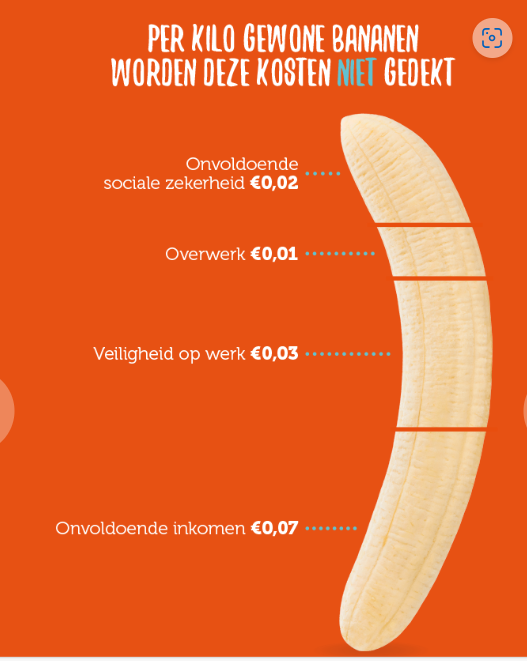 PER KILO GEWONE BANANEN
WORDEN DEZE KOSTEN NIET GEDEKT
Onvoldoende
sociale zekerheid €0,02
Overwerk €0,01
Veiligheid op werk €0,03
Onvoldoende inkomen €0,07